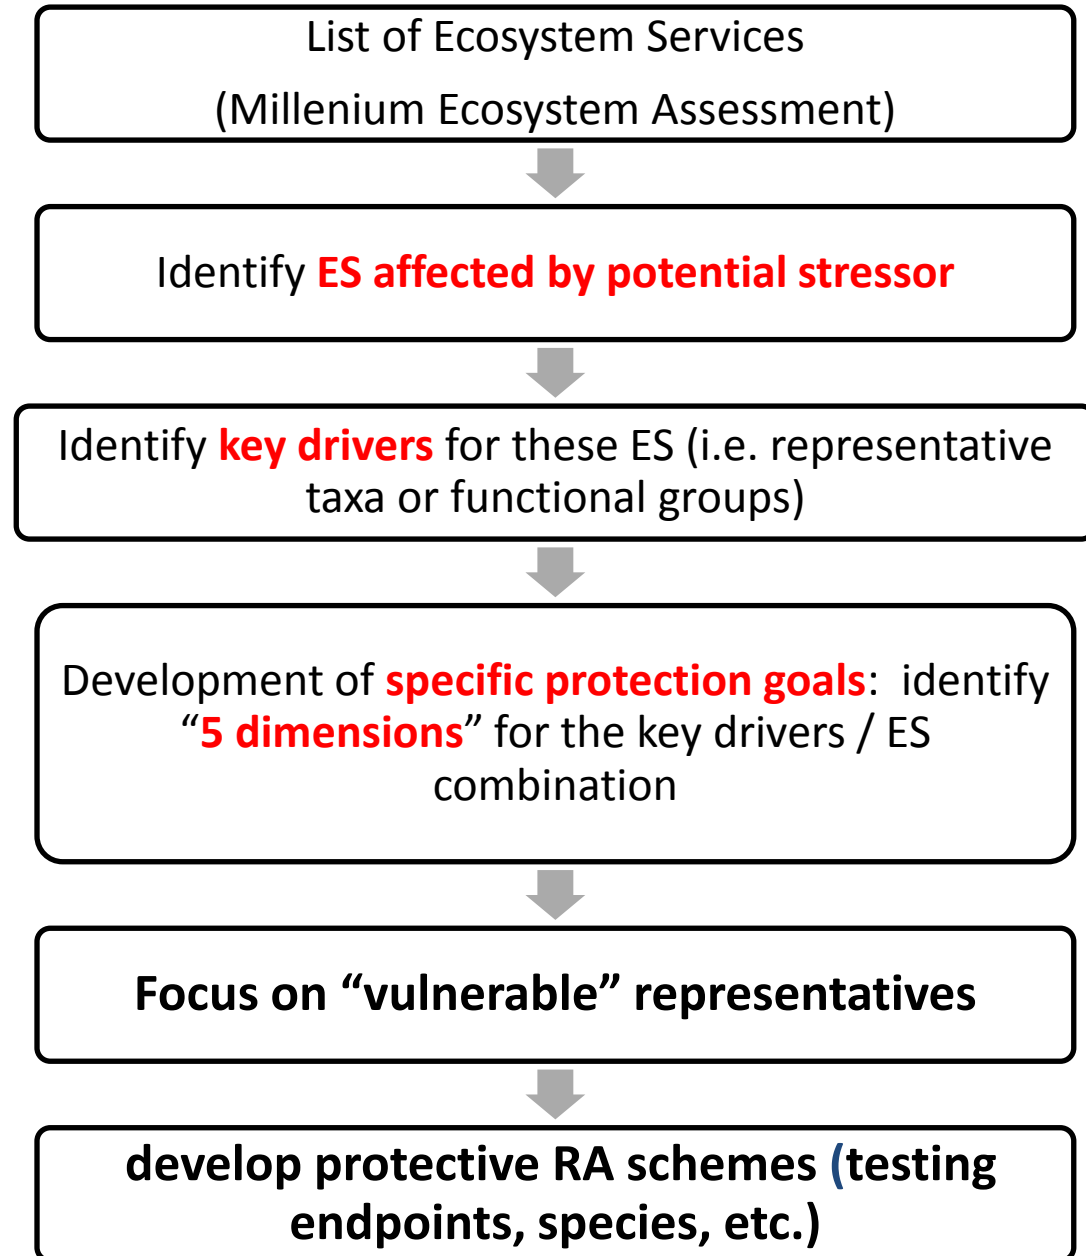 List of Ecosystem Services
(Millenium Ecosystem Assessment)
Identify ES affected by potential stressor
Identify key drivers for these ES (i.e. representative
taxa or functional groups)
Development of specific protection goals:  identify
“5 dimensions” for the key drivers / ES
combination
Focus on “vulnerable” representatives
develop protective RA schemes (testing
endpoints, species, etc.)